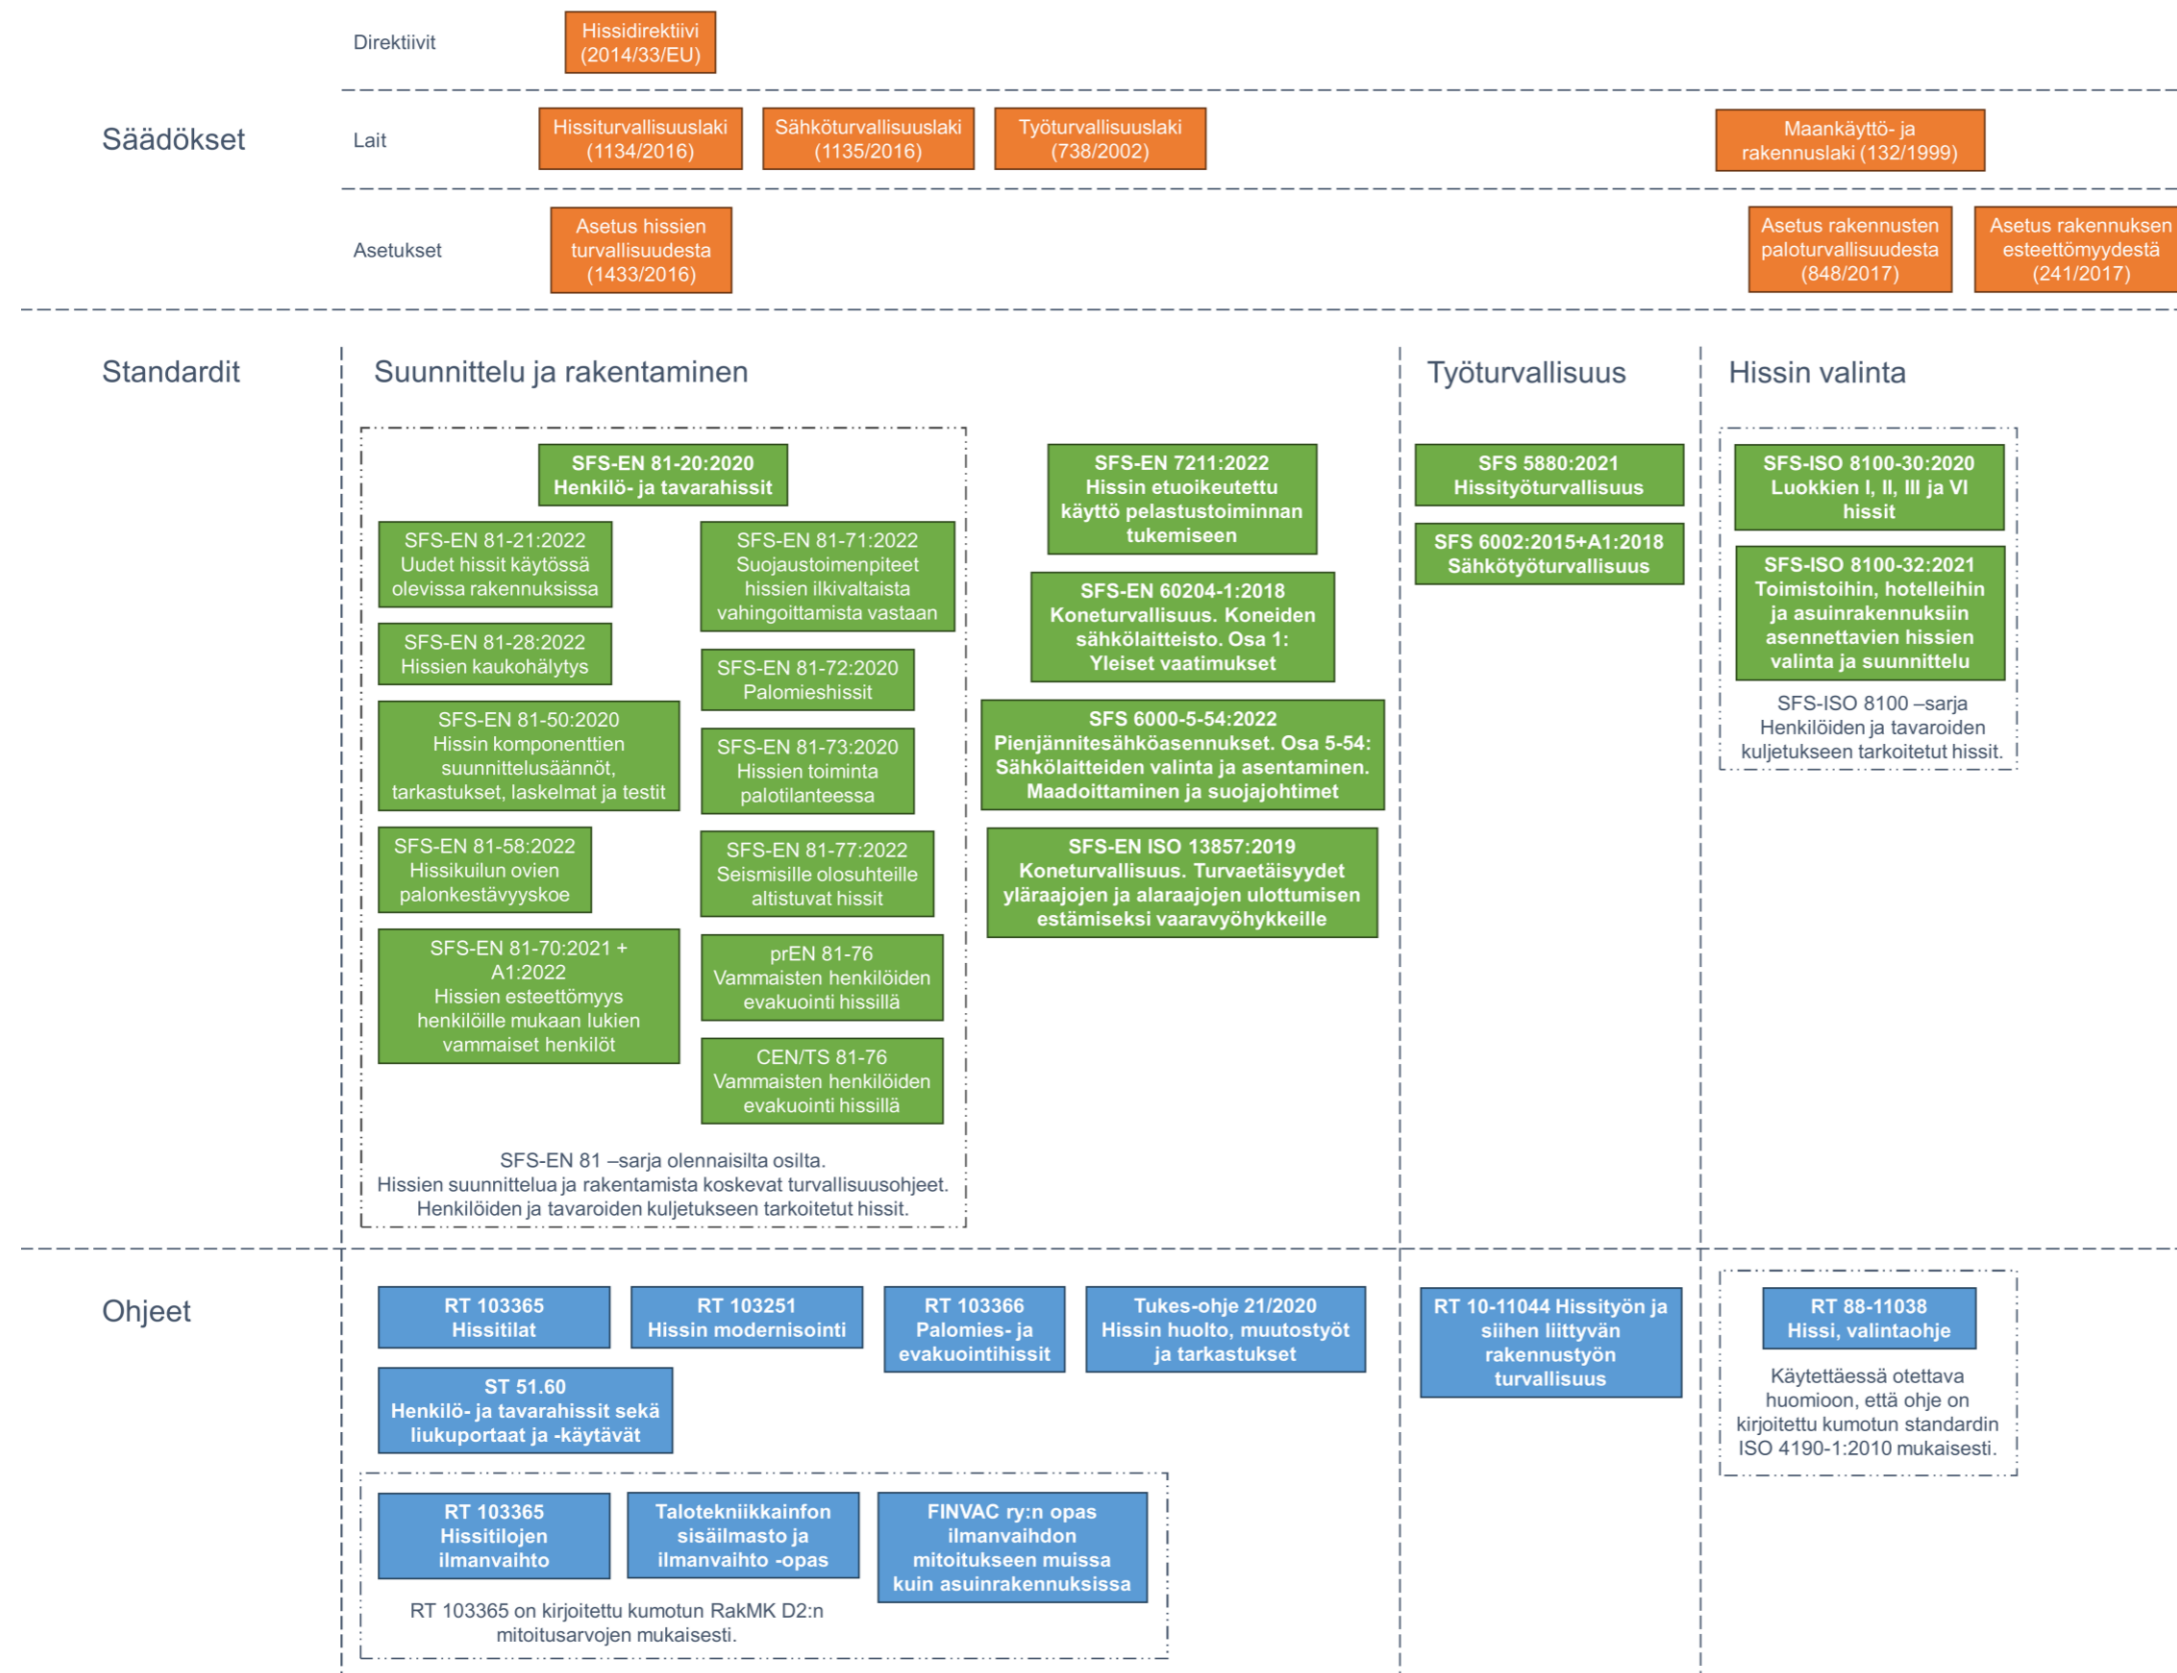 Säädökset
Direktiivit
Hissidirektiivi
(2014/33/EU)
Lait
Hissiturvallisuuslaki
(1134/2016)
Sähköturvallisuuslaki
(1135/2016)
Työturvallisuuslaki
(738/2002)
Maankäyttö- ja
rakennuslaki (132/1999)
Asetukset
Asetus hissien
turvallisuudesta
(1433/2016)
Asetus rakennusten
paloturvallisuudesta
(848/2017)
Asetus rakennuksen
esteettömyydestä
(241/2017)
Standardit
Suunnittelu ja rakentaminen
SFS-EN 81-20:2020
Henkilö- ja tavarahissit
SFS-EN 81-21:2022
Uudet hissit käytössä
olevissa rakennuksissa
SFS-EN 81-28:2022
Hissien kaukohälytys
SFS-EN 81-50:2020
Hissin komponenttien
suunnittelusäännöt,
tarkastukset, laskelmat ja testit
SFS-EN 81-58:2022
Hissikuilun ovien
palonkestävyyskoe
SFS-EN 81-70:2021 +
A1:2022
Hissien esteettömyys
henkilöille mukaan lukien
vammaiset henkilöt
SFS-EN 81-71:2022
Suojaustoimenpiteet
hissien ilkivaltaista
vahingoittamista vastaan
SFS-EN 81-72:2020
Palomieshissit
SFS-EN 81-73:2020
Hissien toiminta
palotilanteessa
SFS-EN 81-77:2022
Seismisille olosuhteille
altistuvat hissit
prEN 81-76
Vammaisten henkilöiden
evakuointi hissillä
CEN/TS 81-76
Vammaisten henkilöiden
evakuointi hissillä
SFS-EN 81 –sarja olennaisilta osilta.
Hissien suunnittelua ja rakentamista koskevat turvallisuusohjeet.
Henkilöiden ja tavaroiden kuljetukseen tarkoitetut hissit.
SFS-EN 7211:2022
Hissin etuoikeutettu
käyttö pelastustoiminnan
tukemiseen
SFS-EN 60204-1:2018
Koneturvallisuus. Koneiden
sähkölaitteisto. Osa 1:
Yleiset vaatimukset
SFS 6000-5-54:2022
Pienjännitesähköasennukset. Osa 5-54:
Sähkölaitteiden valinta ja asentaminen.
Maadoittaminen ja suojajohtimet
SFS-EN ISO 13857:2019
Koneturvallisuus. Turvaetäisyydet
yläraajojen ja alaraajojen ulottumisen
estämiseksi vaaravyöhykkeille
Työturvallisuus
SFS 5880:2021
Hissityöturvallisuus
SFS 6002:2015+A1:2018
Sähkötyöturvallisuus
Hissin valinta
SFS-ISO 8100-30:2020
Luokkien I, II, III ja VI
hissit
SFS-ISO 8100-32:2021
Toimistoihin, hotelleihin
ja asuinrakennuksiin
asennettavien hissien
valinta ja suunnittelu
SFS-ISO 8100 –sarja
Henkilöiden ja tavaroiden
kuljetukseen tarkoitetut hissit.
Ohjeet
RT 103365
Hissitilat
RT 103251
Hissin modernisointi
RT 103366
Palomies- ja
evakuointihissit
Tukes-ohje 21/2020
Hissin huolto, muutostyöt
ja tarkastukset
ST 51.60
Henkilö- ja tavarahissit sekä
liukuportaat ja -käytävät
RT 103365
Hissitilojen
ilmanvaihto
Talotekniikkainfon
sisäilmasto ja
ilmanvaihto -opas
FINVAC ry:n opas
ilmanvaihdon
mitoitukseen muissa
kuin asuinrakennuksissa
RT 103365 on kirjoitettu kumotun RakMK D2:n
mitoitusarvojen mukaisesti.
RT 10-11044 Hissityön ja
siihen liittyvän
rakennustyön
turvallisuus
RT 88-11038
Hissi, valintaohje
Käytettäessä otettava
huomioon, että ohje on
kirjoitettu kumotun standardin
ISO 4190-1:2010 mukaisesti.